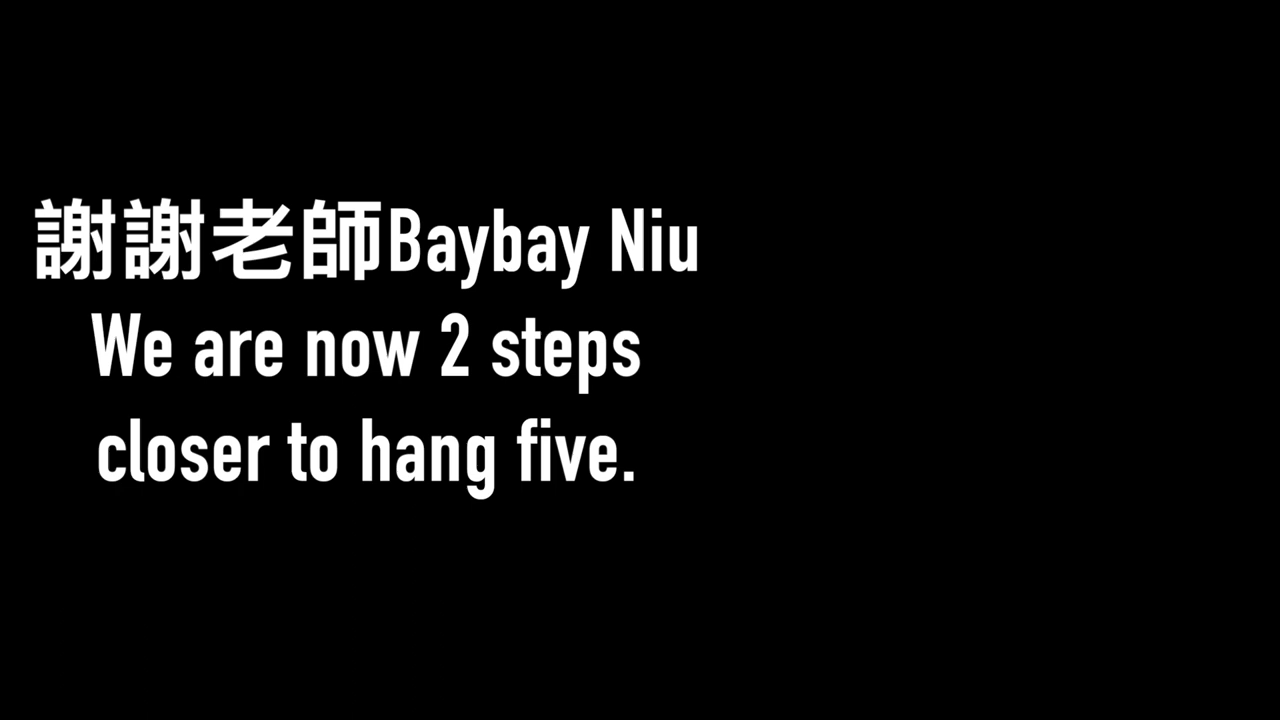 謝謝老師Baybay Niu
We are now 2 steps
closer to hang five.